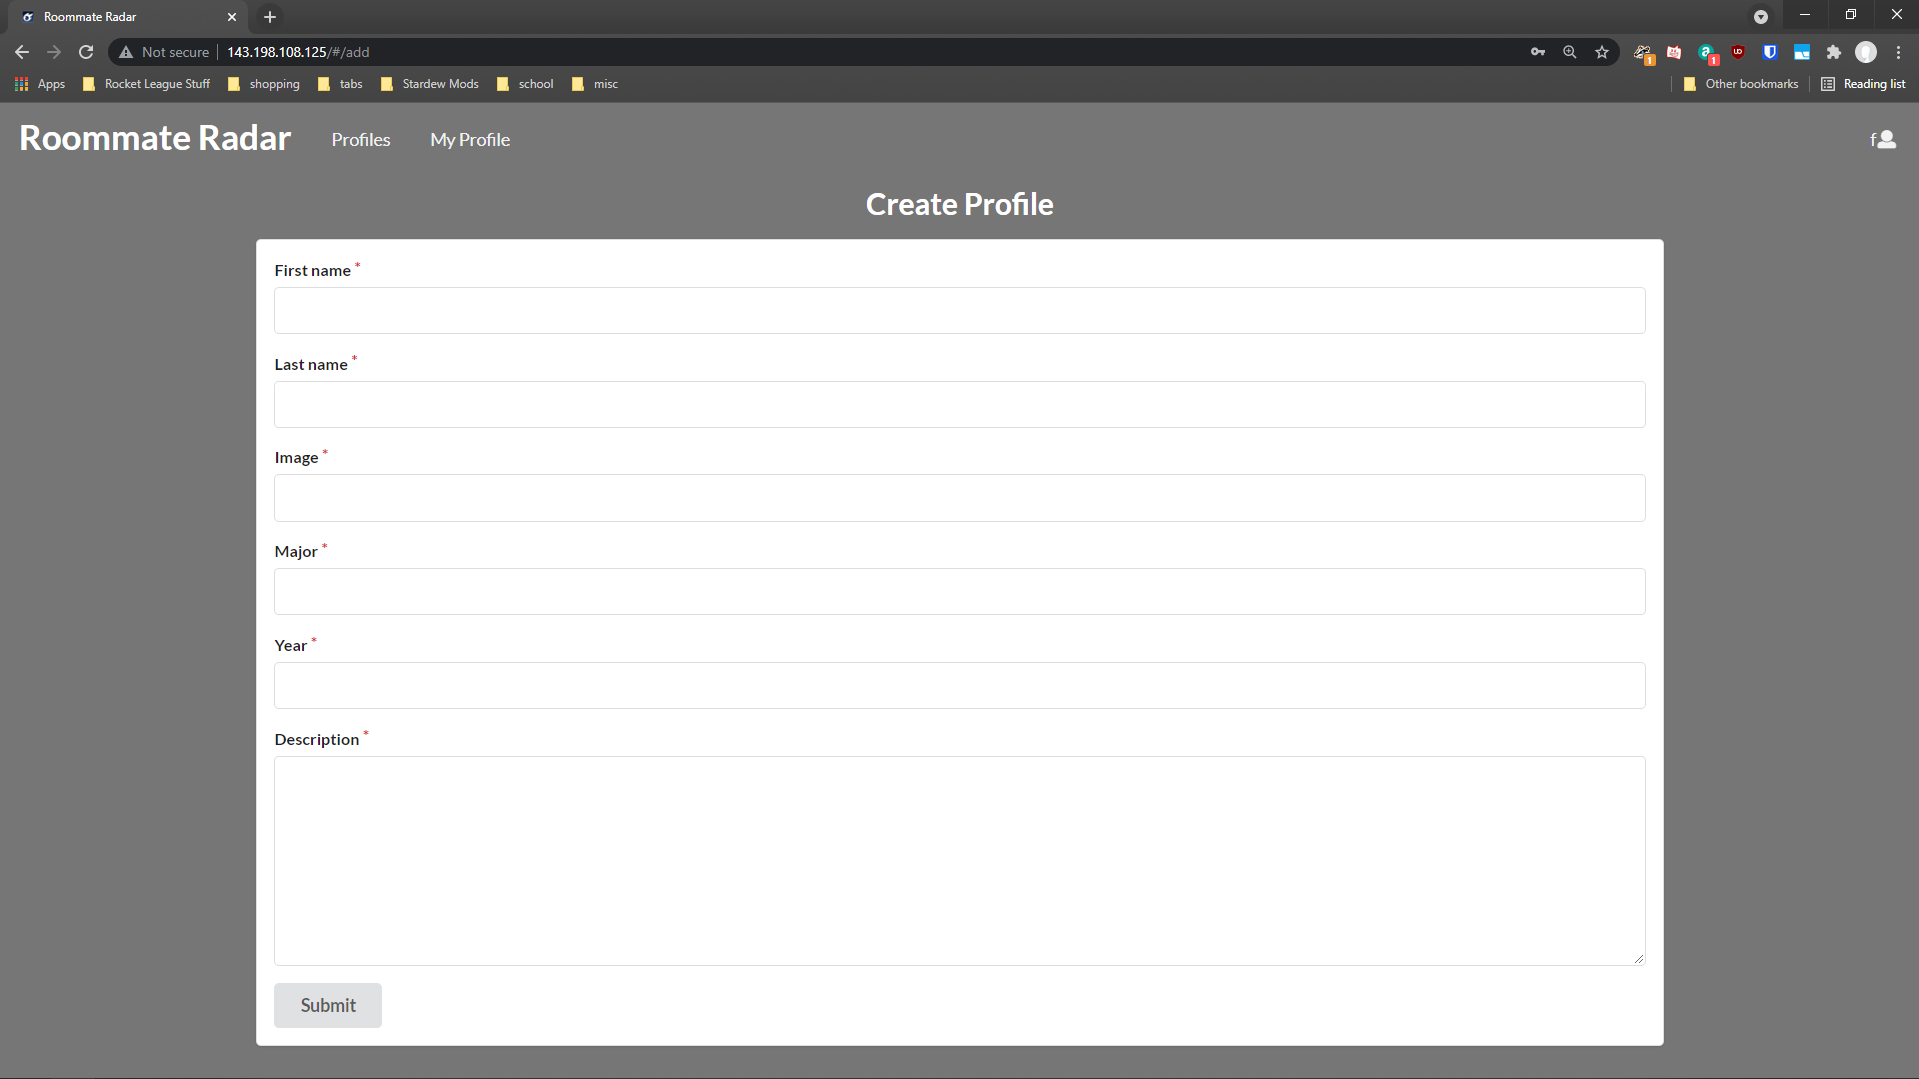 Roommate Radar
Not secure 143.198.108.125/#/add
1 1
Apps Rocket League Stuff shopping tabs Stardew Mods school misc Other bookmarks Reading list
Roommate Radar Profiles My Profile f
Create Profile
First name *
Last name *
Image *
Major *
Year *
Description *
Submit